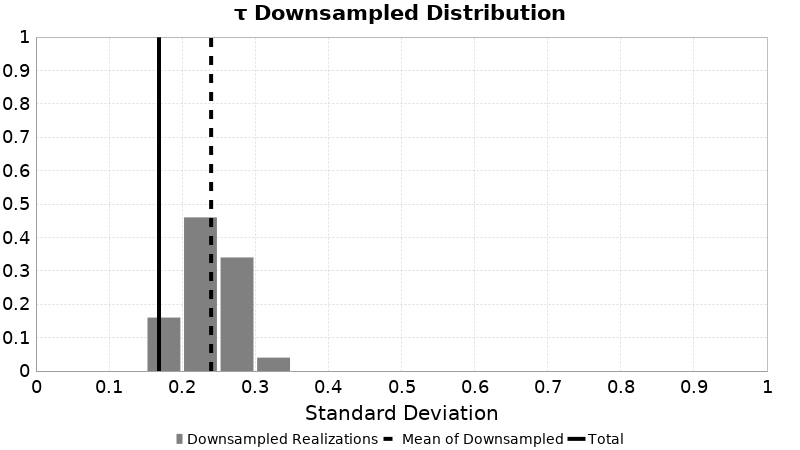 τ Downsampled Distribution
1
0.9
0.8
0.7
0.6
0.5
0.4
0.3
0.2
0.1
0
0 0.1 0.2 0.3 0.4 0.5 0.6 0.7 0.8 0.9 1
Standard Deviation
Downsampled Realizations Mean of Downsampled Total